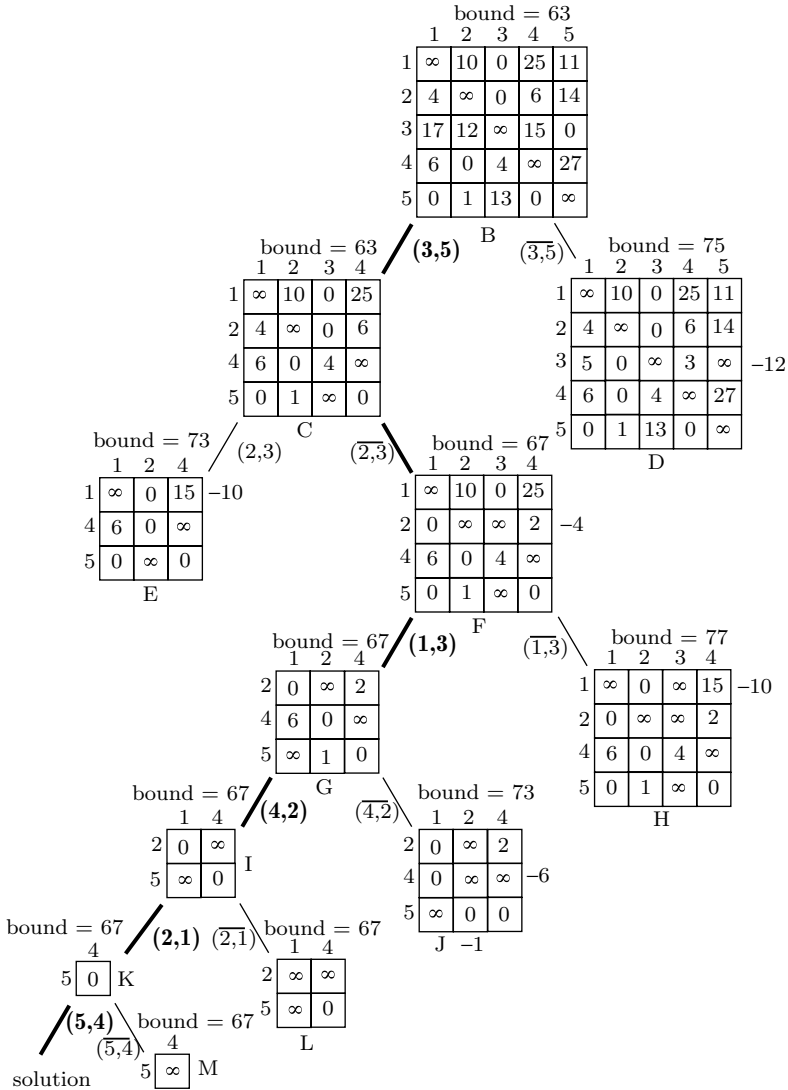 bound = 63
1 2 3 4 5
1 ∞ 10 0 25 11
2 4 ∞ 0 6 14
3 17 12 ∞ 15 0
4 6 0 4 ∞ 27
5 0 1 13 0 ∞
B
(3,5)
(3̅,̅5̅)
bound = 63
1 2 3 4
1 ∞ 10 0 25
2 4 ∞ 0 6
4 6 0 4 ∞
5 0 1 ∞ 0
C
bound = 75
1 2 3 4 5
1 ∞ 10 0 25 11
2 4 ∞ 0 6 14
3 5 0 ∞ 3 ∞ –12
4 6 0 4 ∞ 27
5 0 1 13 0 ∞
D
(2,3)
(2̅,̅3̅)
bound = 73
1 2 4
1 ∞ 0 15 –10
4 6 0 ∞
5 0 ∞ 0
E
bound = 67
1 2 3 4
1 ∞ 10 0 25
2 0 ∞ ∞ 2 –4
4 6 0 4 ∞
5 0 1 ∞ 0
F
(1,3)
(1̅,̅3̅)
bound = 67
1 2 4
2 0 ∞ 2
4 6 0 ∞
5 ∞ 1 0
G
bound = 77
1 2 3 4
1 ∞ 0 ∞ 15 –10
2 0 ∞ ∞ 2
4 6 0 4 ∞
5 0 1 ∞ 0
H
(4,2)
(4̅,̅2̅)
bound = 67
1 4
2 0 ∞
5 ∞ 0
I
bound = 73
1 2 4
2 0 ∞ 2
4 0 ∞ ∞ –6
5 ∞ 0 0
J –1
(2,1)
(2̅,̅1̅)
bound = 67
4
5 0 K
bound = 67
1 4
2 ∞ ∞
5 ∞ 0
L
(5,4)
(5̅,̅4̅)
solution
bound = 67
4
5 ∞ M